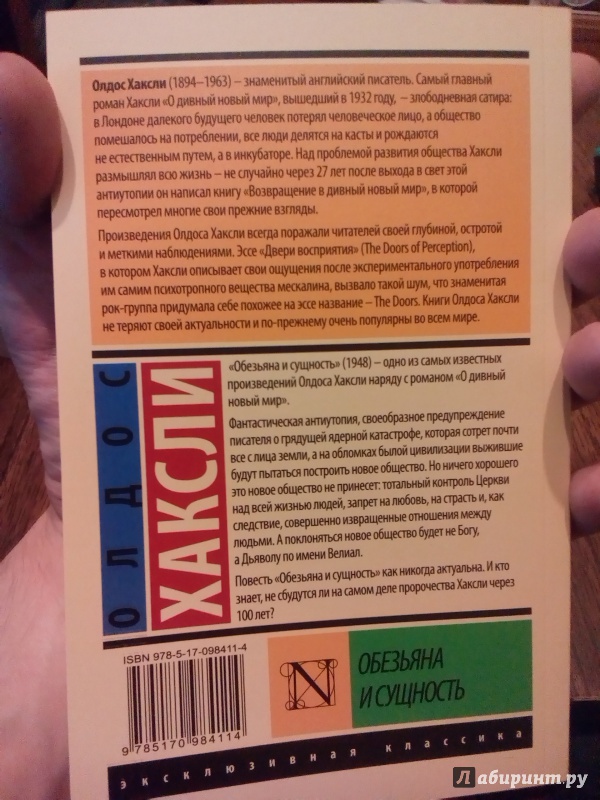 Олдос Хаксли (1894–1963) – знаменитый английский писатель. Самый главный
роман Хаксли «О дивный новый мир», вышедший в 1932 году, – злободневная сатира:
в Лондоне далекого будущего человек потерял человеческое лицо, а общество
помешалось на потреблении, все люди делятся на касты и рождаются
не естественным путем, а в инкубаторе. Над проблемой развития общества Хаксли
размышлял всю жизнь – не случайно через 27 лет после выхода в свет этой
антиутопии он написал книгу «Возвращение в дивный новый мир», в которой
пересмотрел многие свои прежние взгляды.
Произведения Олдоса Хаксли всегда поражали читателей своей глубиной, остротой
и меткими наблюдениями. Эссе «Двери восприятия» (The Doors of Perception),
в котором Хаксли описывает свои ощущения после экспериментального употребления
им самим психотропного вещества мескалина, вызвало такой шум, что знаменитая
рок-группа придумала себе похожее на эссе название – The Doors. Книги Олдоса Хаксли
не теряют своей актуальности и по-прежнему очень популярны во всем мире.
ОЛДОС
ХАКСЛИ
«Обезьяна и сущность» (1948) – одно из самых известных
произведений Олдоса Хаксли наряду с романом «О дивный
новый мир».
Фантастическая антиутопия, своеобразное предупреждение
писателя о грядущей ядерной катастрофе, которая сотрет почти
все с лица земли, а на обломках былой цивилизации выжившие
будут пытаться построить новое общество. Но ничего хорошего
это новое общество не принесет: тотальный контроль Церкви
над всей жизнью людей, запрет на любовь, на страсть и, как
следствие, совершенно извращенные отношения между
людьми. А поклоняться новое общество будет не Богу,
а Дьяволу по имени Велиал.
Повесть «Обезьяна и сущность» как никогда актуальна. И кто
знает, не сбудутся ли на самом деле пророчества Хаксли через
100 лет?
ISBN 978-5-17-098411-4
9 785170 984114
N
ОБЕЗЬЯНА
И СУЩНОСТЬ
эксклюзивная классика
Лабиринт.ру